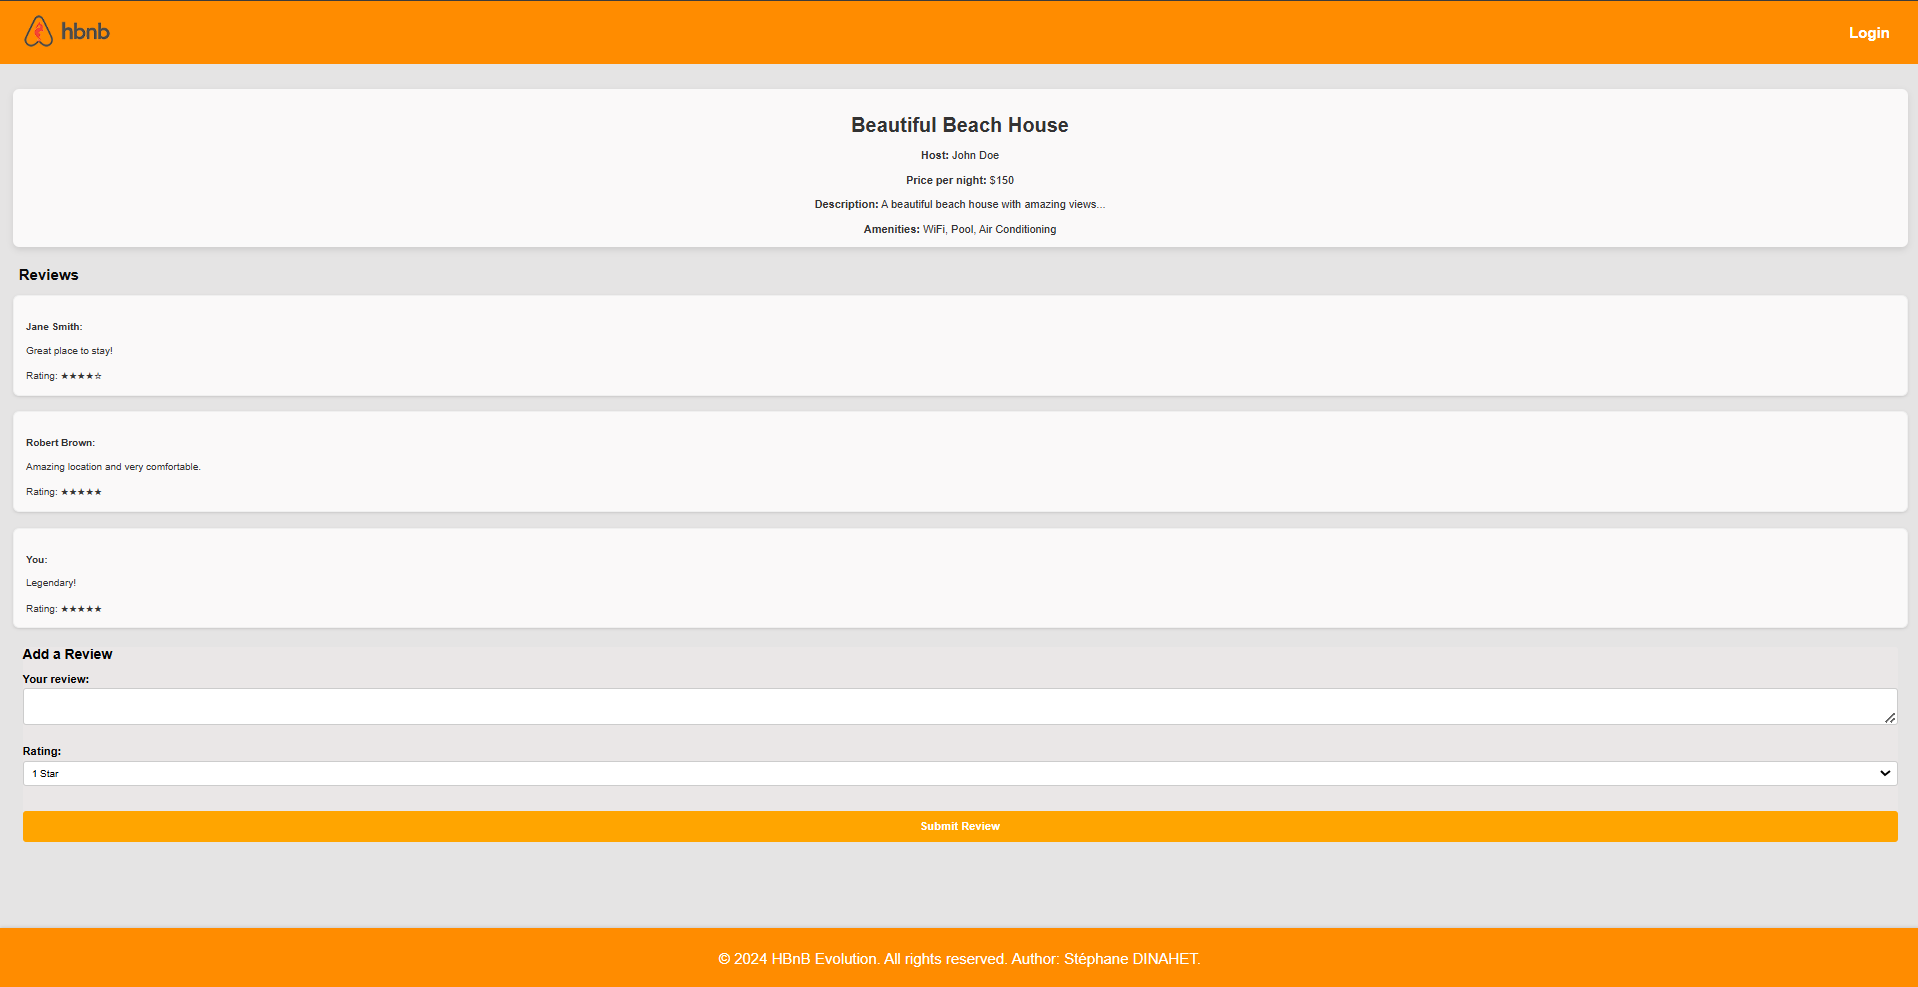 hbnb
Login
Beautiful Beach House
Host: John Doe
Price per night: $150
Description: A beautiful beach house with amazing views...
Amenities: WiFi, Pool, Air Conditioning
Reviews
Jane Smith:
Great place to stay!
Rating: ★★★★☆
Robert Brown:
Amazing location and very comfortable.
Rating: ★★★★★
You:
Legendary!
Rating: ★★★★★
Add a Review
Your review:
Rating:
1 Star
Submit Review
© 2024 HBnB Evolution. All rights reserved. Author: Stéphane DINAHET.